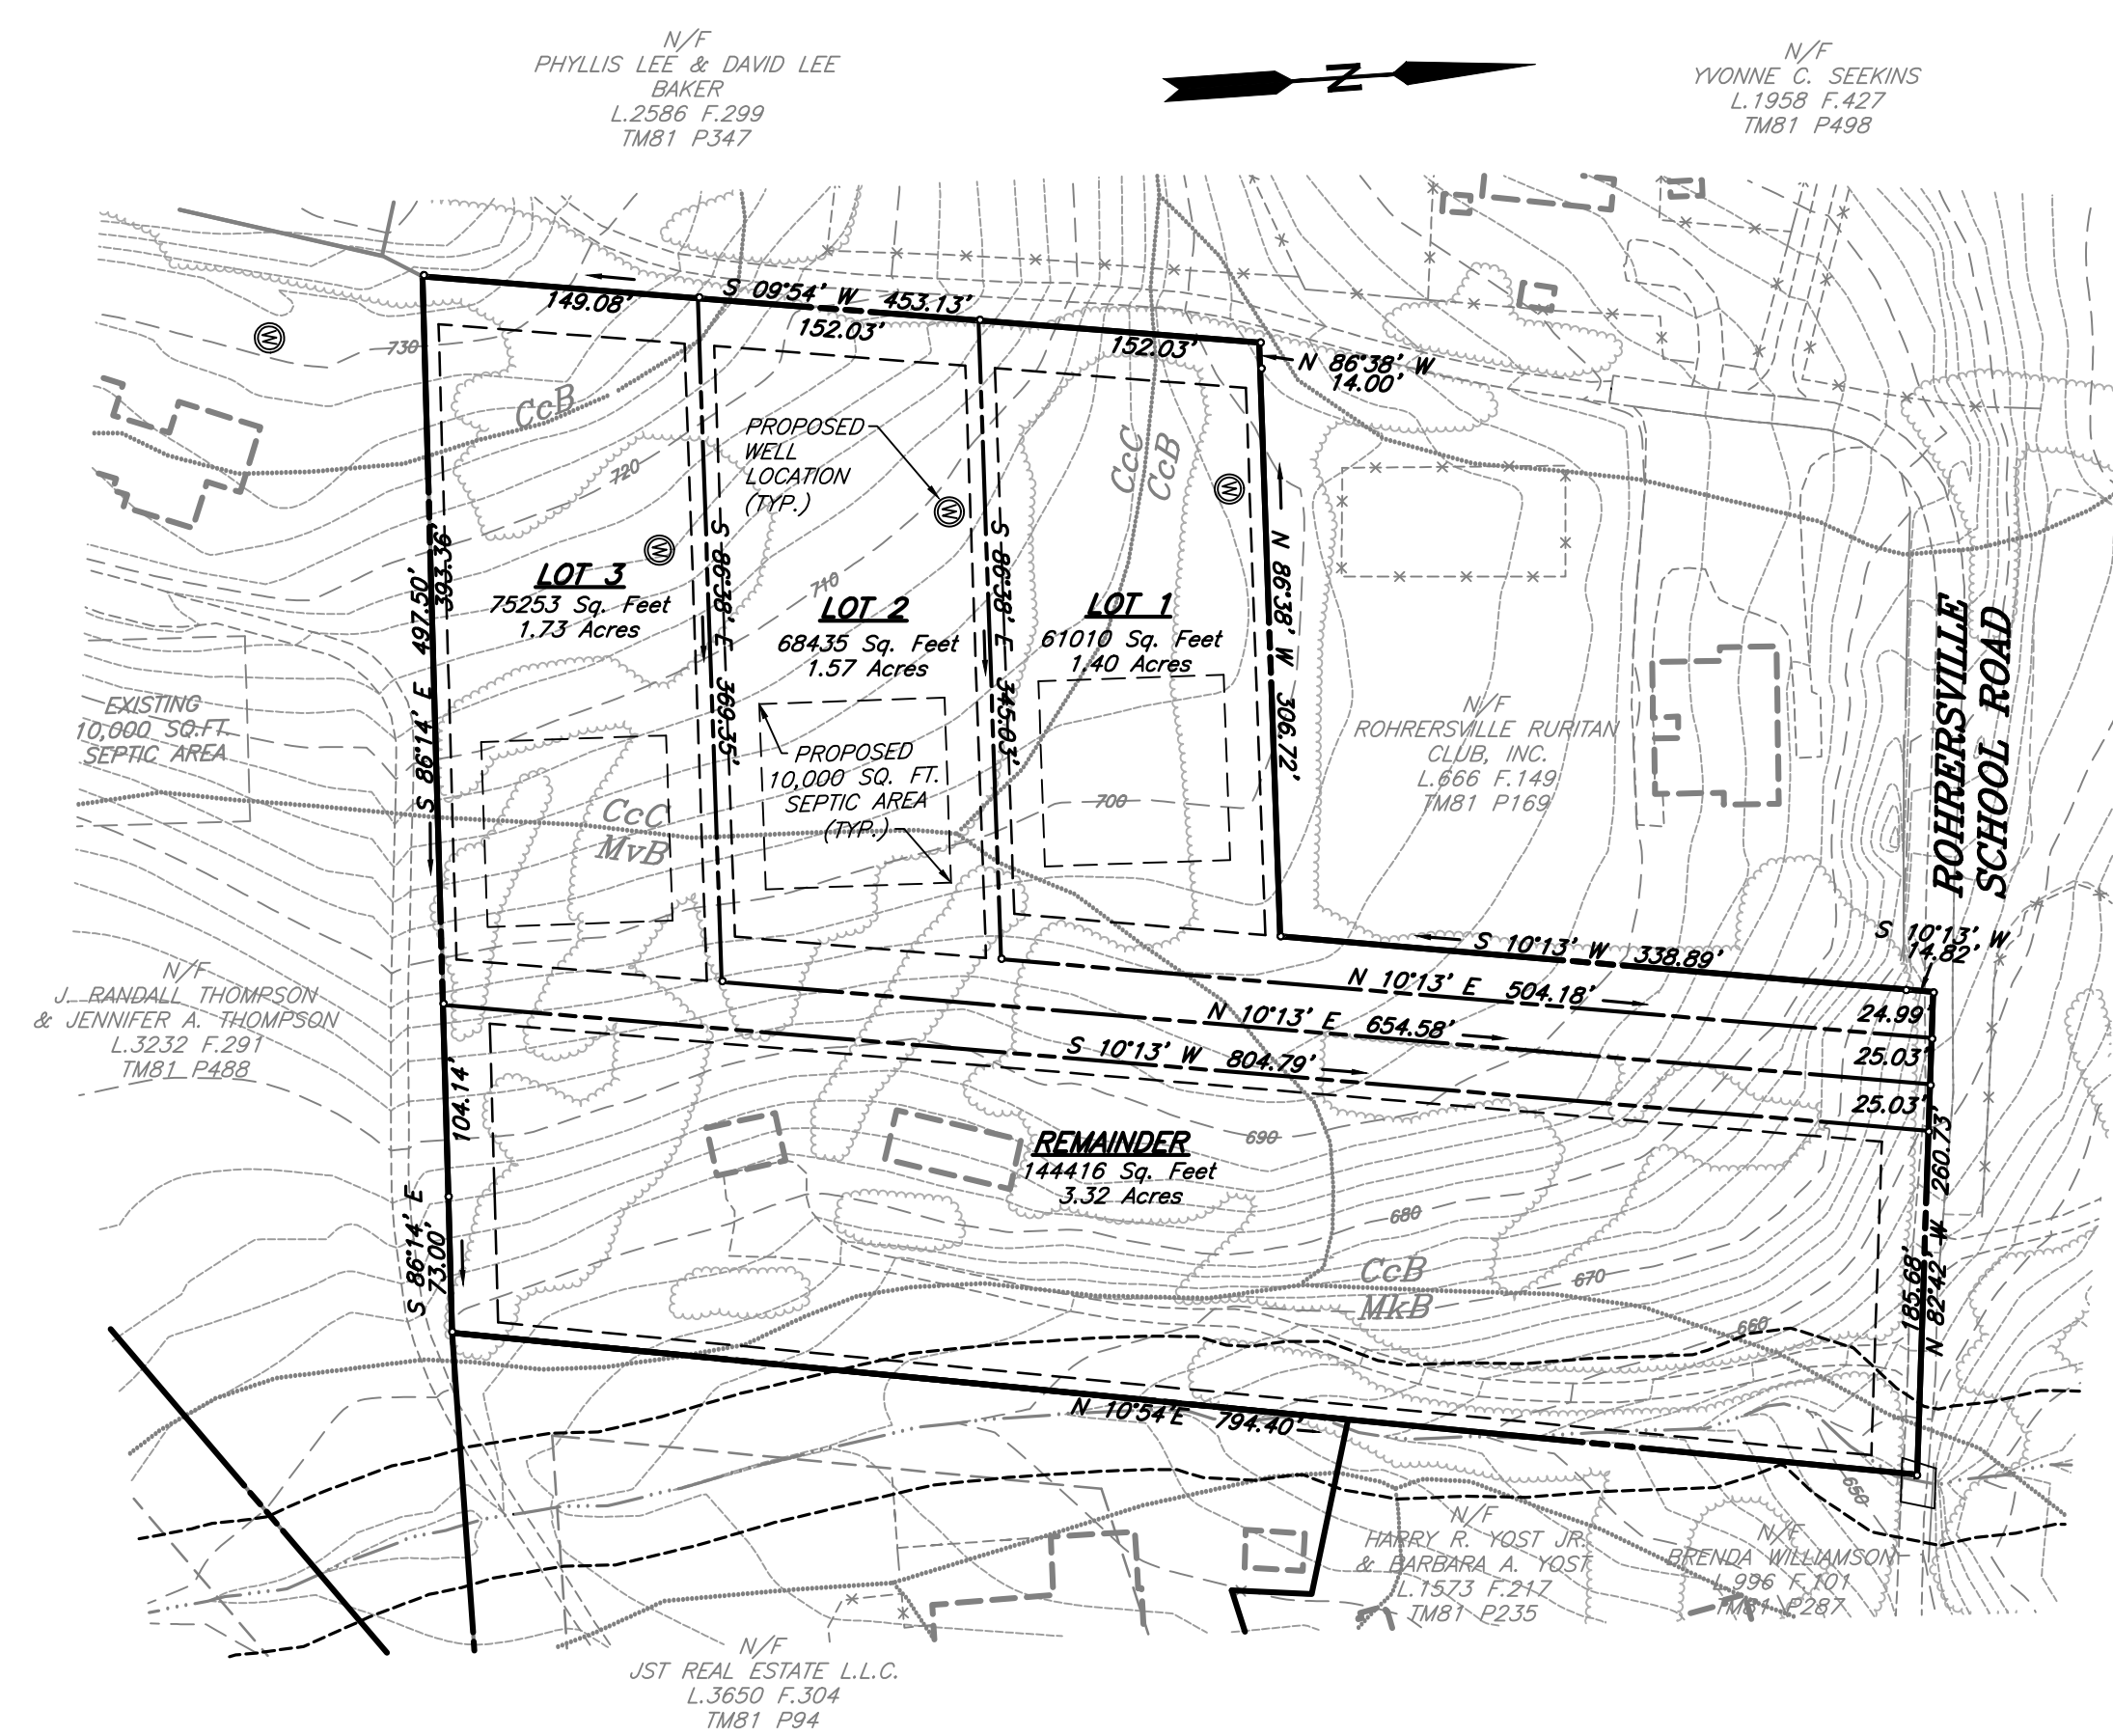 N/F
PHYLLIS LEE & DAVID LEE
BAKER
L.2586 F.299
TM81 P347
N
N/F
YVONNE C. SEEKINS
L.1958 F.427
TM81 P498
S 09°54' W 453.13'
149.08'
152.03'
152.03'
N 86°38' W
14.00'
730
CcB
720
PROPOSED
WELL
LOCATION
(TYP.)
W
W
W
W
CcC
CcB
710
LOT 3
75253 Sq. Feet
1.73 Acres
LOT 2
68435 Sq. Feet
1.57 Acres
LOT 1
61010 Sq. Feet
1.40 Acres
393.36'
S 86°14' E 497.50'
S 86°38' E 369.35'
S 86°38' E 345.03'
N 86°38' W 306.72'
EXISTING
10,000 SQ.FT.
SEPTIC AREA
PROPOSED
10,000 SQ. FT.
SEPTIC AREA
(TYP.)
700
CcC
MvB
N/F
ROHRERSVILLE RURITAN
CLUB, INC.
L.666 F.149
TM81 P169
ROHRERSVILLE
SCHOOL ROAD
N/F
J. RANDALL THOMPSON
& JENNIFER A. THOMPSON
L.3232 F.291
TM81 P488
S 10°13' W 338.89'
S 10°13' W
14.82'
N 10°13' E 504.18'
N 10°13' E 654.58'
S 10°13' W 804.79'
24.99'
25.03'
25.03'
104.14'
690
REMAINDER
144416 Sq. Feet
3.32 Acres
680
S 86°14' E
73.00'
CcB
MkB
670
660
185.68'
N 82°42' W 260.73'
N 10°54'E 794.40'
650
N/F
HARRY R. YOST JR.
& BARBARA A. YOST
L.1573 F.217
TM81 P235
N/F
BRENDA WILLIAMSON
L.996 F.101
TM81 P287
N/F
JST REAL ESTATE L.L.C.
L.3650 F.304
TM81 P94